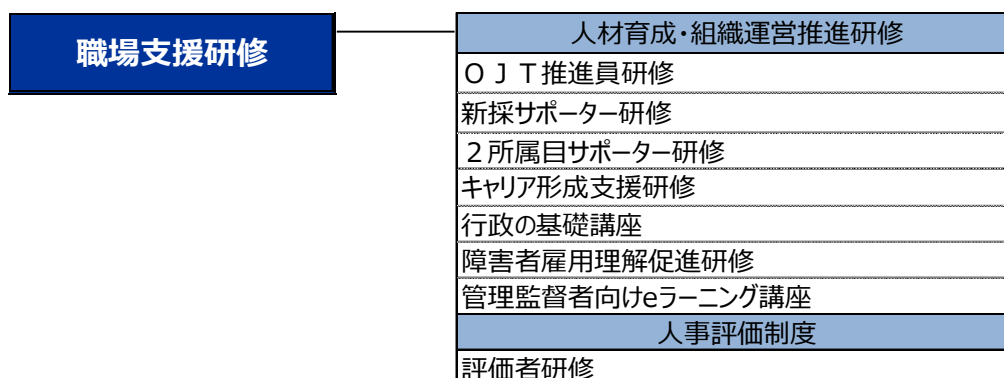 職場支援研修
人材育成・組織運営推進研修
ＯＪＴ推進員研修
新採サポーター研修
２所属目サポーター研修
キャリア形成支援研修
行政の基礎講座
障害者雇用理解促進研修
管理監督者向けeラーニング講座
人事評価制度
評価者研修